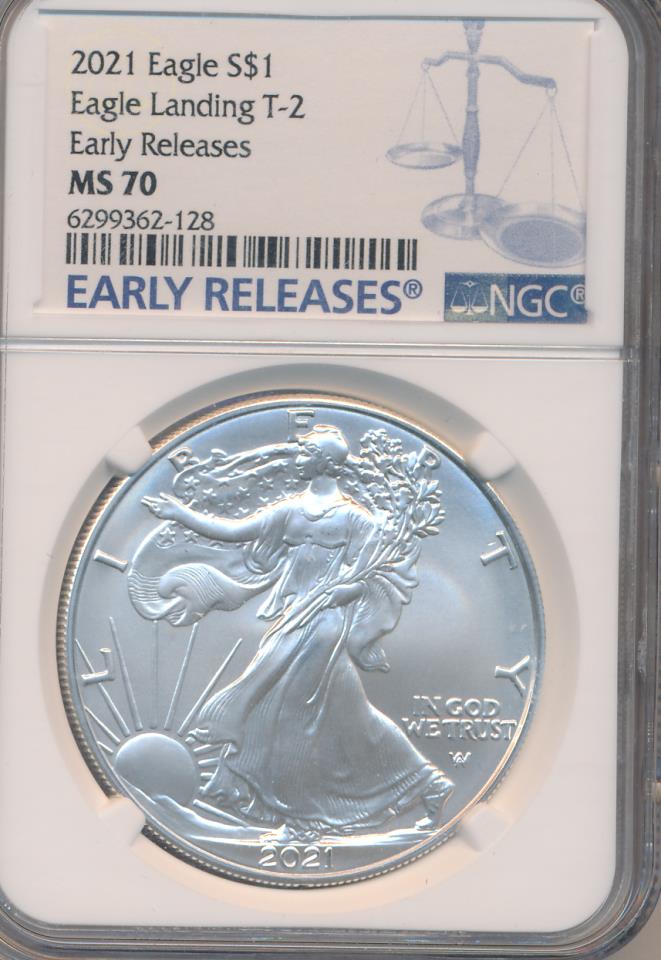 2021 Eagle S$1
Eagle Landing T-2
Early Releases
MS 70
6299362-128
EARLY RELEASES®
NGC®
LIBERTY
IN GOD
WE TRUST
2021